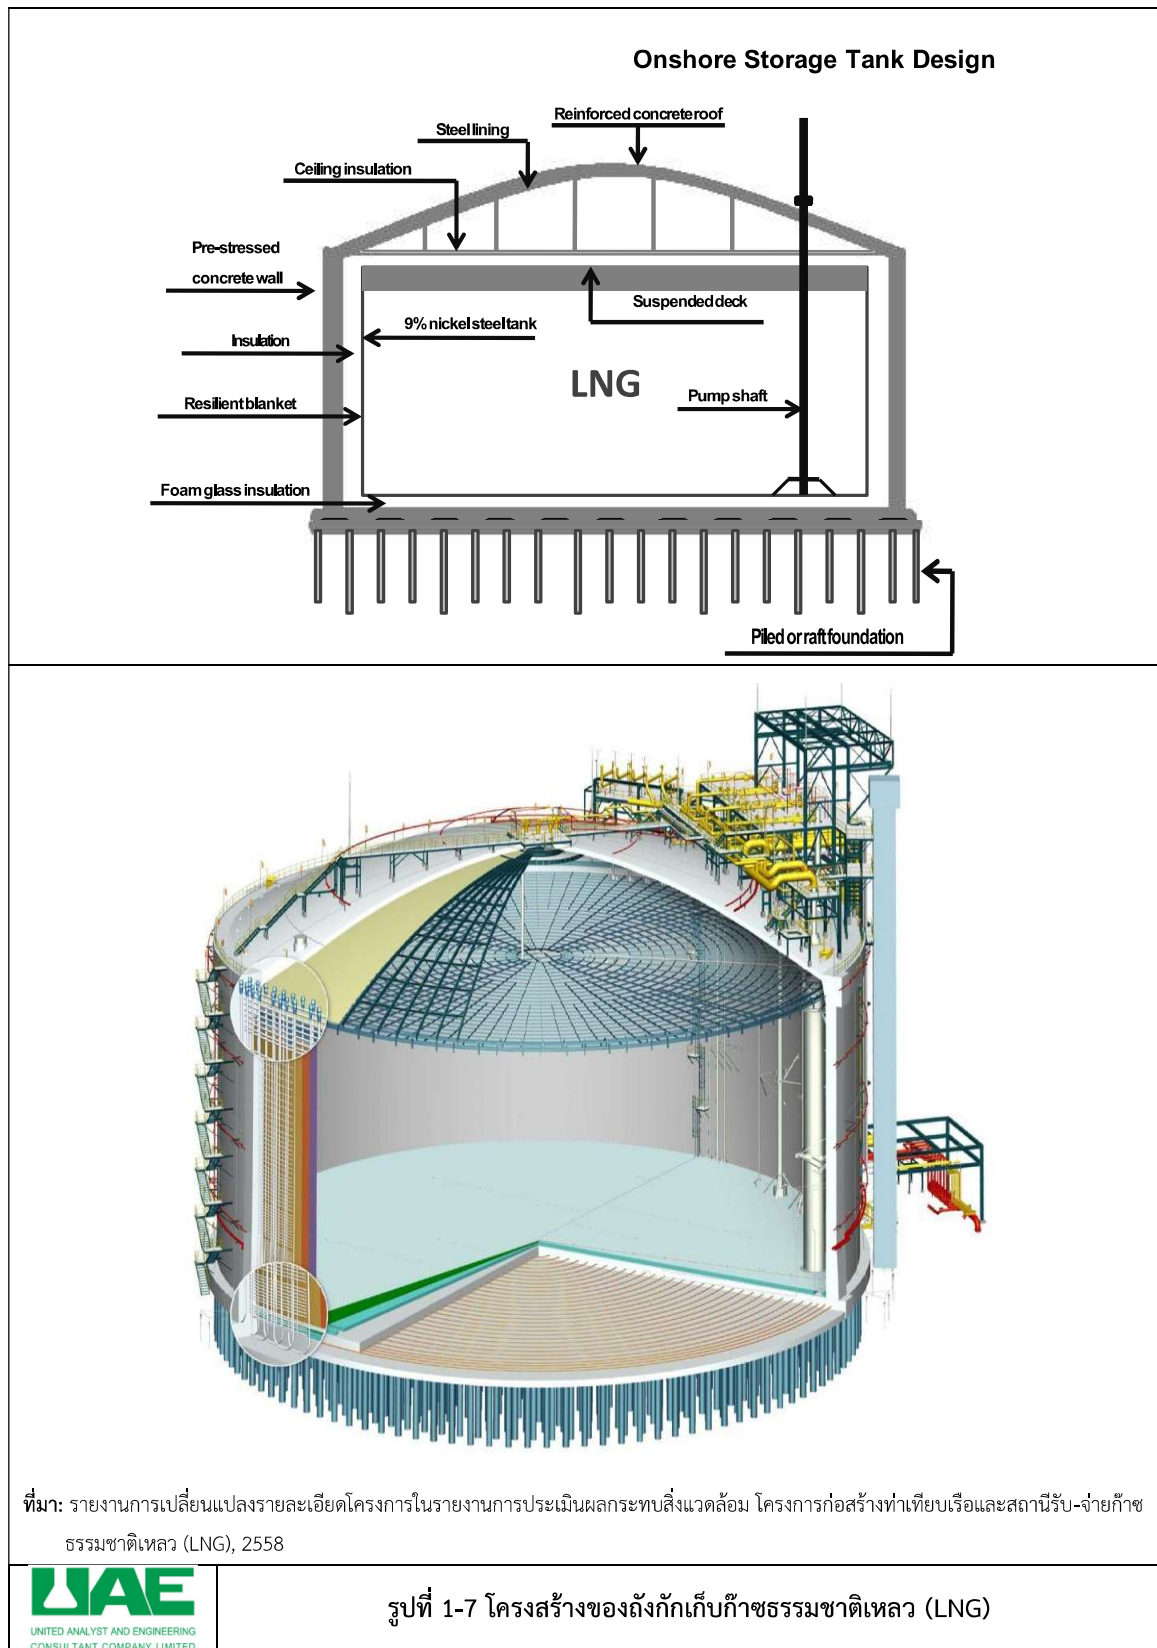 Onshore Storage Tank Design
Reinforced concrete roof
Steel lining
Ceiling insulation
Pre-stressed
concrete wall
Suspended deck
9% nickel steel tank
Insulation
LNG
Pump shaft
Resilient blanket
Foam glass insulation
Piled or raft foundation
ที่มา: รายงานการเปลี่ยนแปลงรายละเอียดโครงการในรายงานการประเมินผลกระทบสิ่งแวดล้อม โครงการก่อสร้างท่าเทียบเรือและสถานีรับ-จ่ายก๊าซ
ธรรมชาติเหลว (LNG), 2558
UAE
UNITED ANALYST AND ENGINEERING
CONSULTANT COMPANY LIMITED
รูปที่ 1-7 โครงสร้างของถังกักเก็บก๊าซธรรมชาติเหลว (LNG)